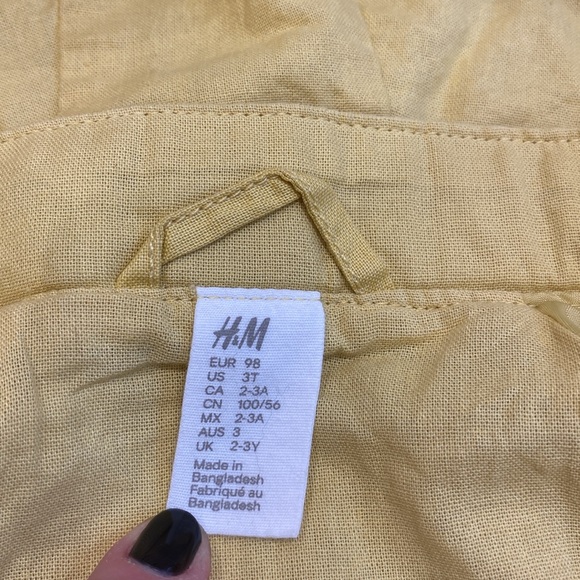 H&M
EUR 98
US 3T
CA 2-3A
CN 100/56
MX 2-3A
AUS 3
UK 2-3Y
Made in
Bangladesh
Fabriqué au
Bangladesh